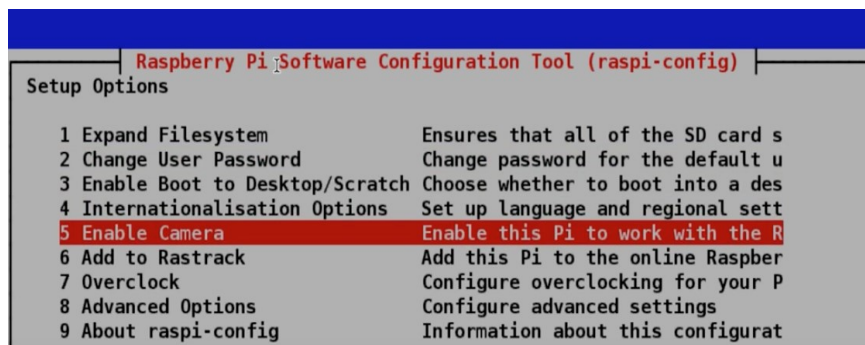 Raspberry Pi Software Configuration Tool (raspi-config)
Setup Options
1 Expand Filesystem Ensures that all of the SD card s
2 Change User Password Change password for the default u
3 Enable Boot to Desktop/Scratch Choose whether to boot into a des
4 Internationalisation Options Set up language and regional sett
5 Enable Camera Enable this Pi to work with the R
6 Add to Rastrack Add this Pi to the online Raspber
7 Overclock Configure overclocking for your P
8 Advanced Options Configure advanced settings
9 About raspi-config Information about this configurat